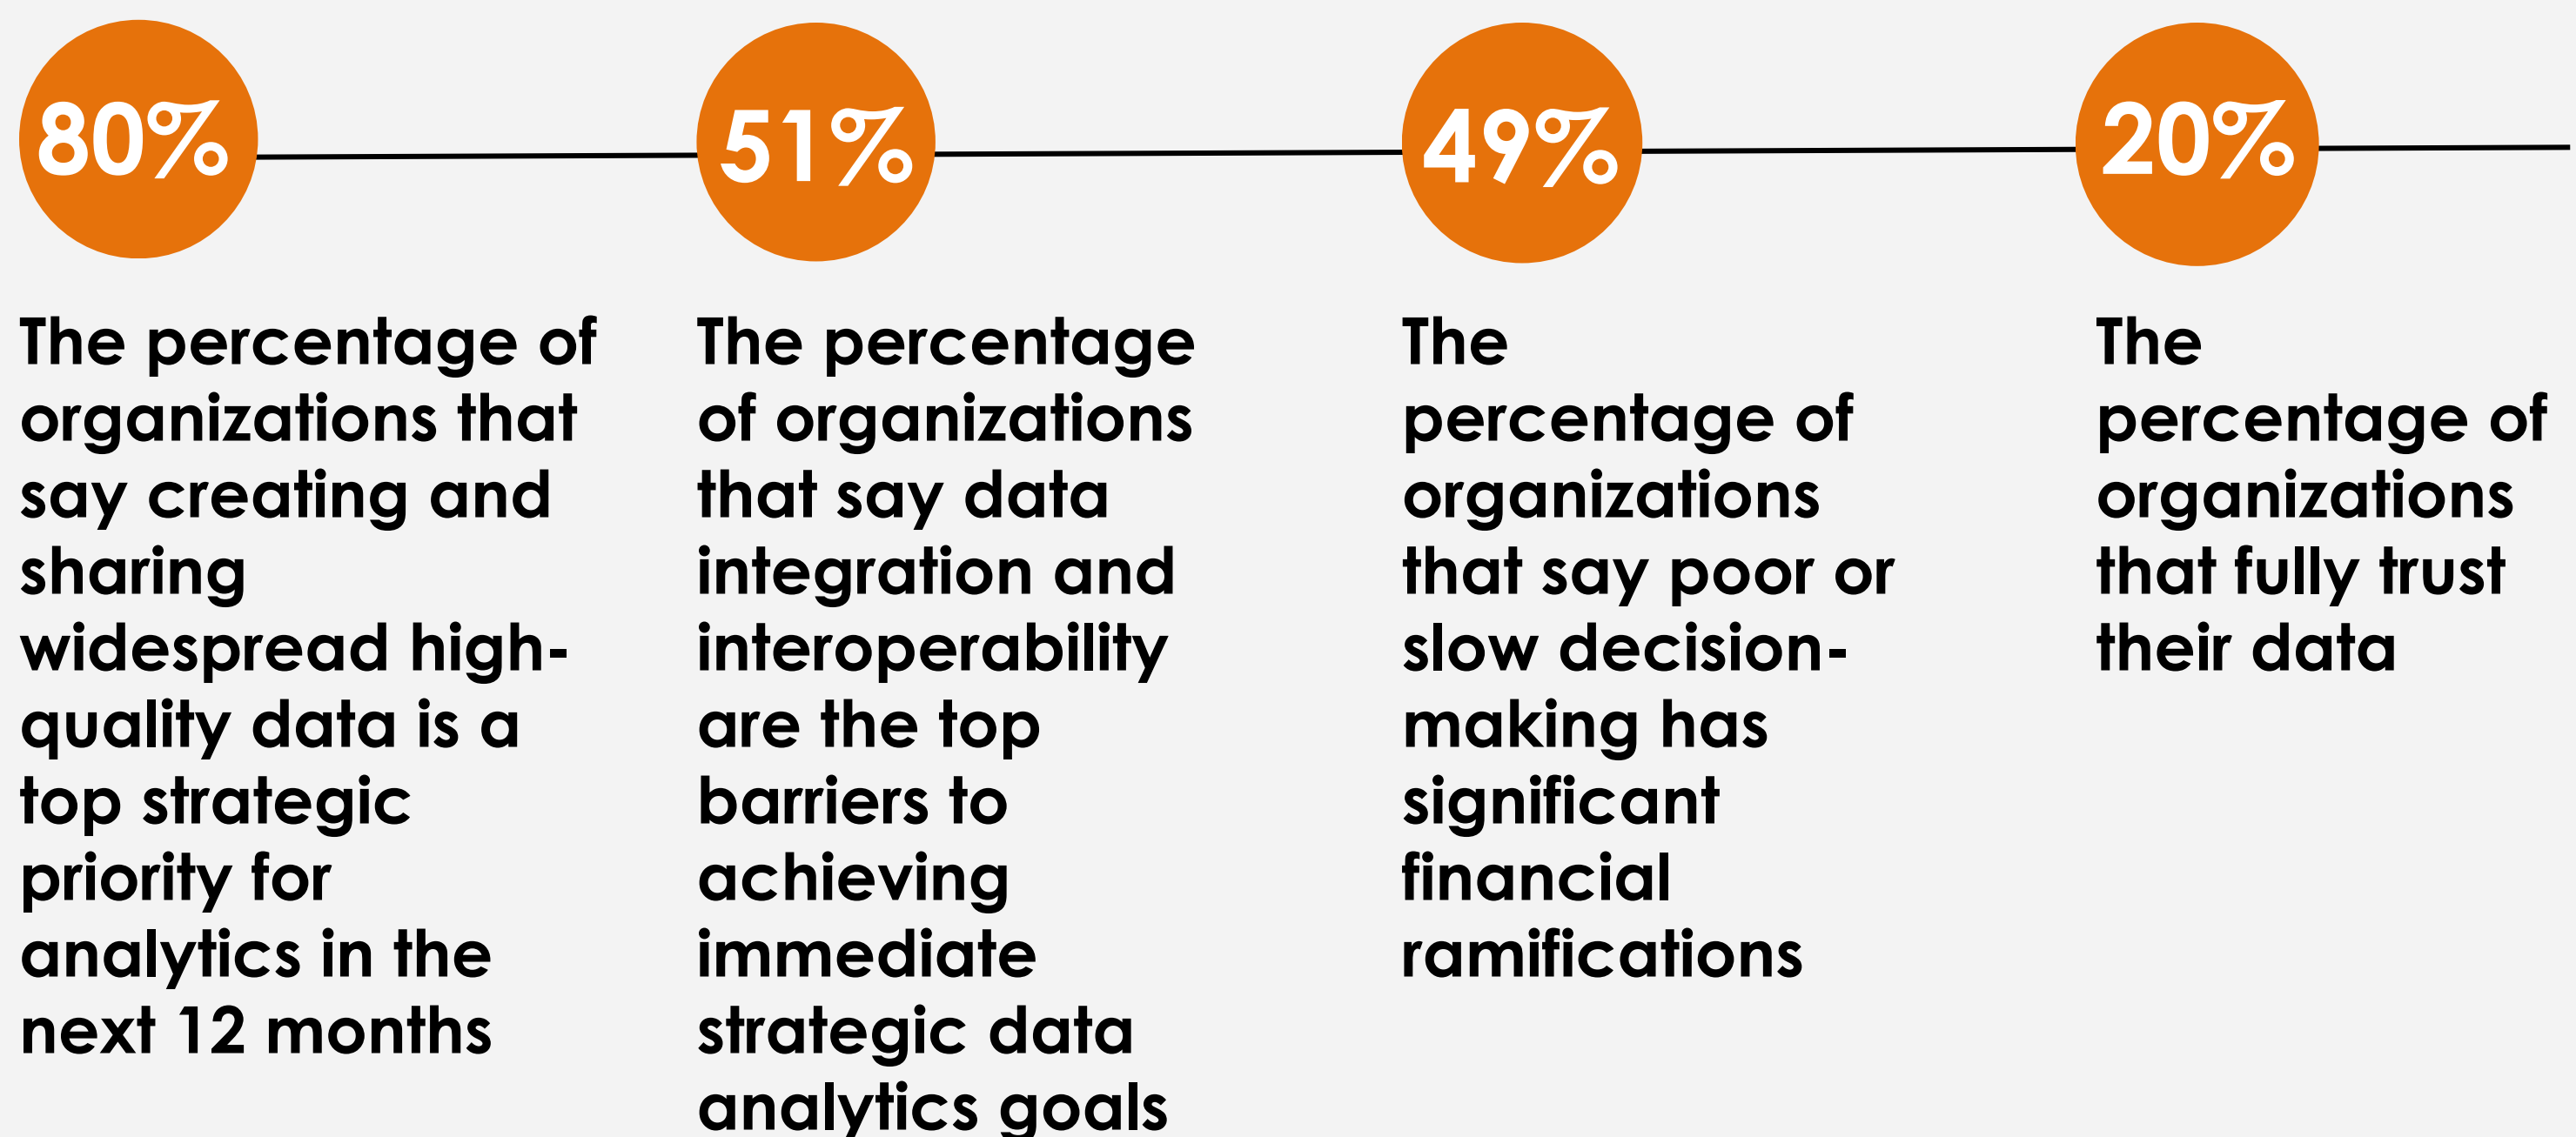 80%
The percentage of
organizations that
say creating and
sharing
widespread high-
quality data is a
top strategic
priority for
analytics in the
next 12 months
51%
The percentage
of organizations
that say data
integration and
interoperability
are the top
barriers to
achieving
immediate
strategic data
analytics goals
49%
The
percentage of
organizations
that say poor or
slow decision-
making has
significant
financial
ramifications
20%
The
percentage of
organizations
that fully trust
their data